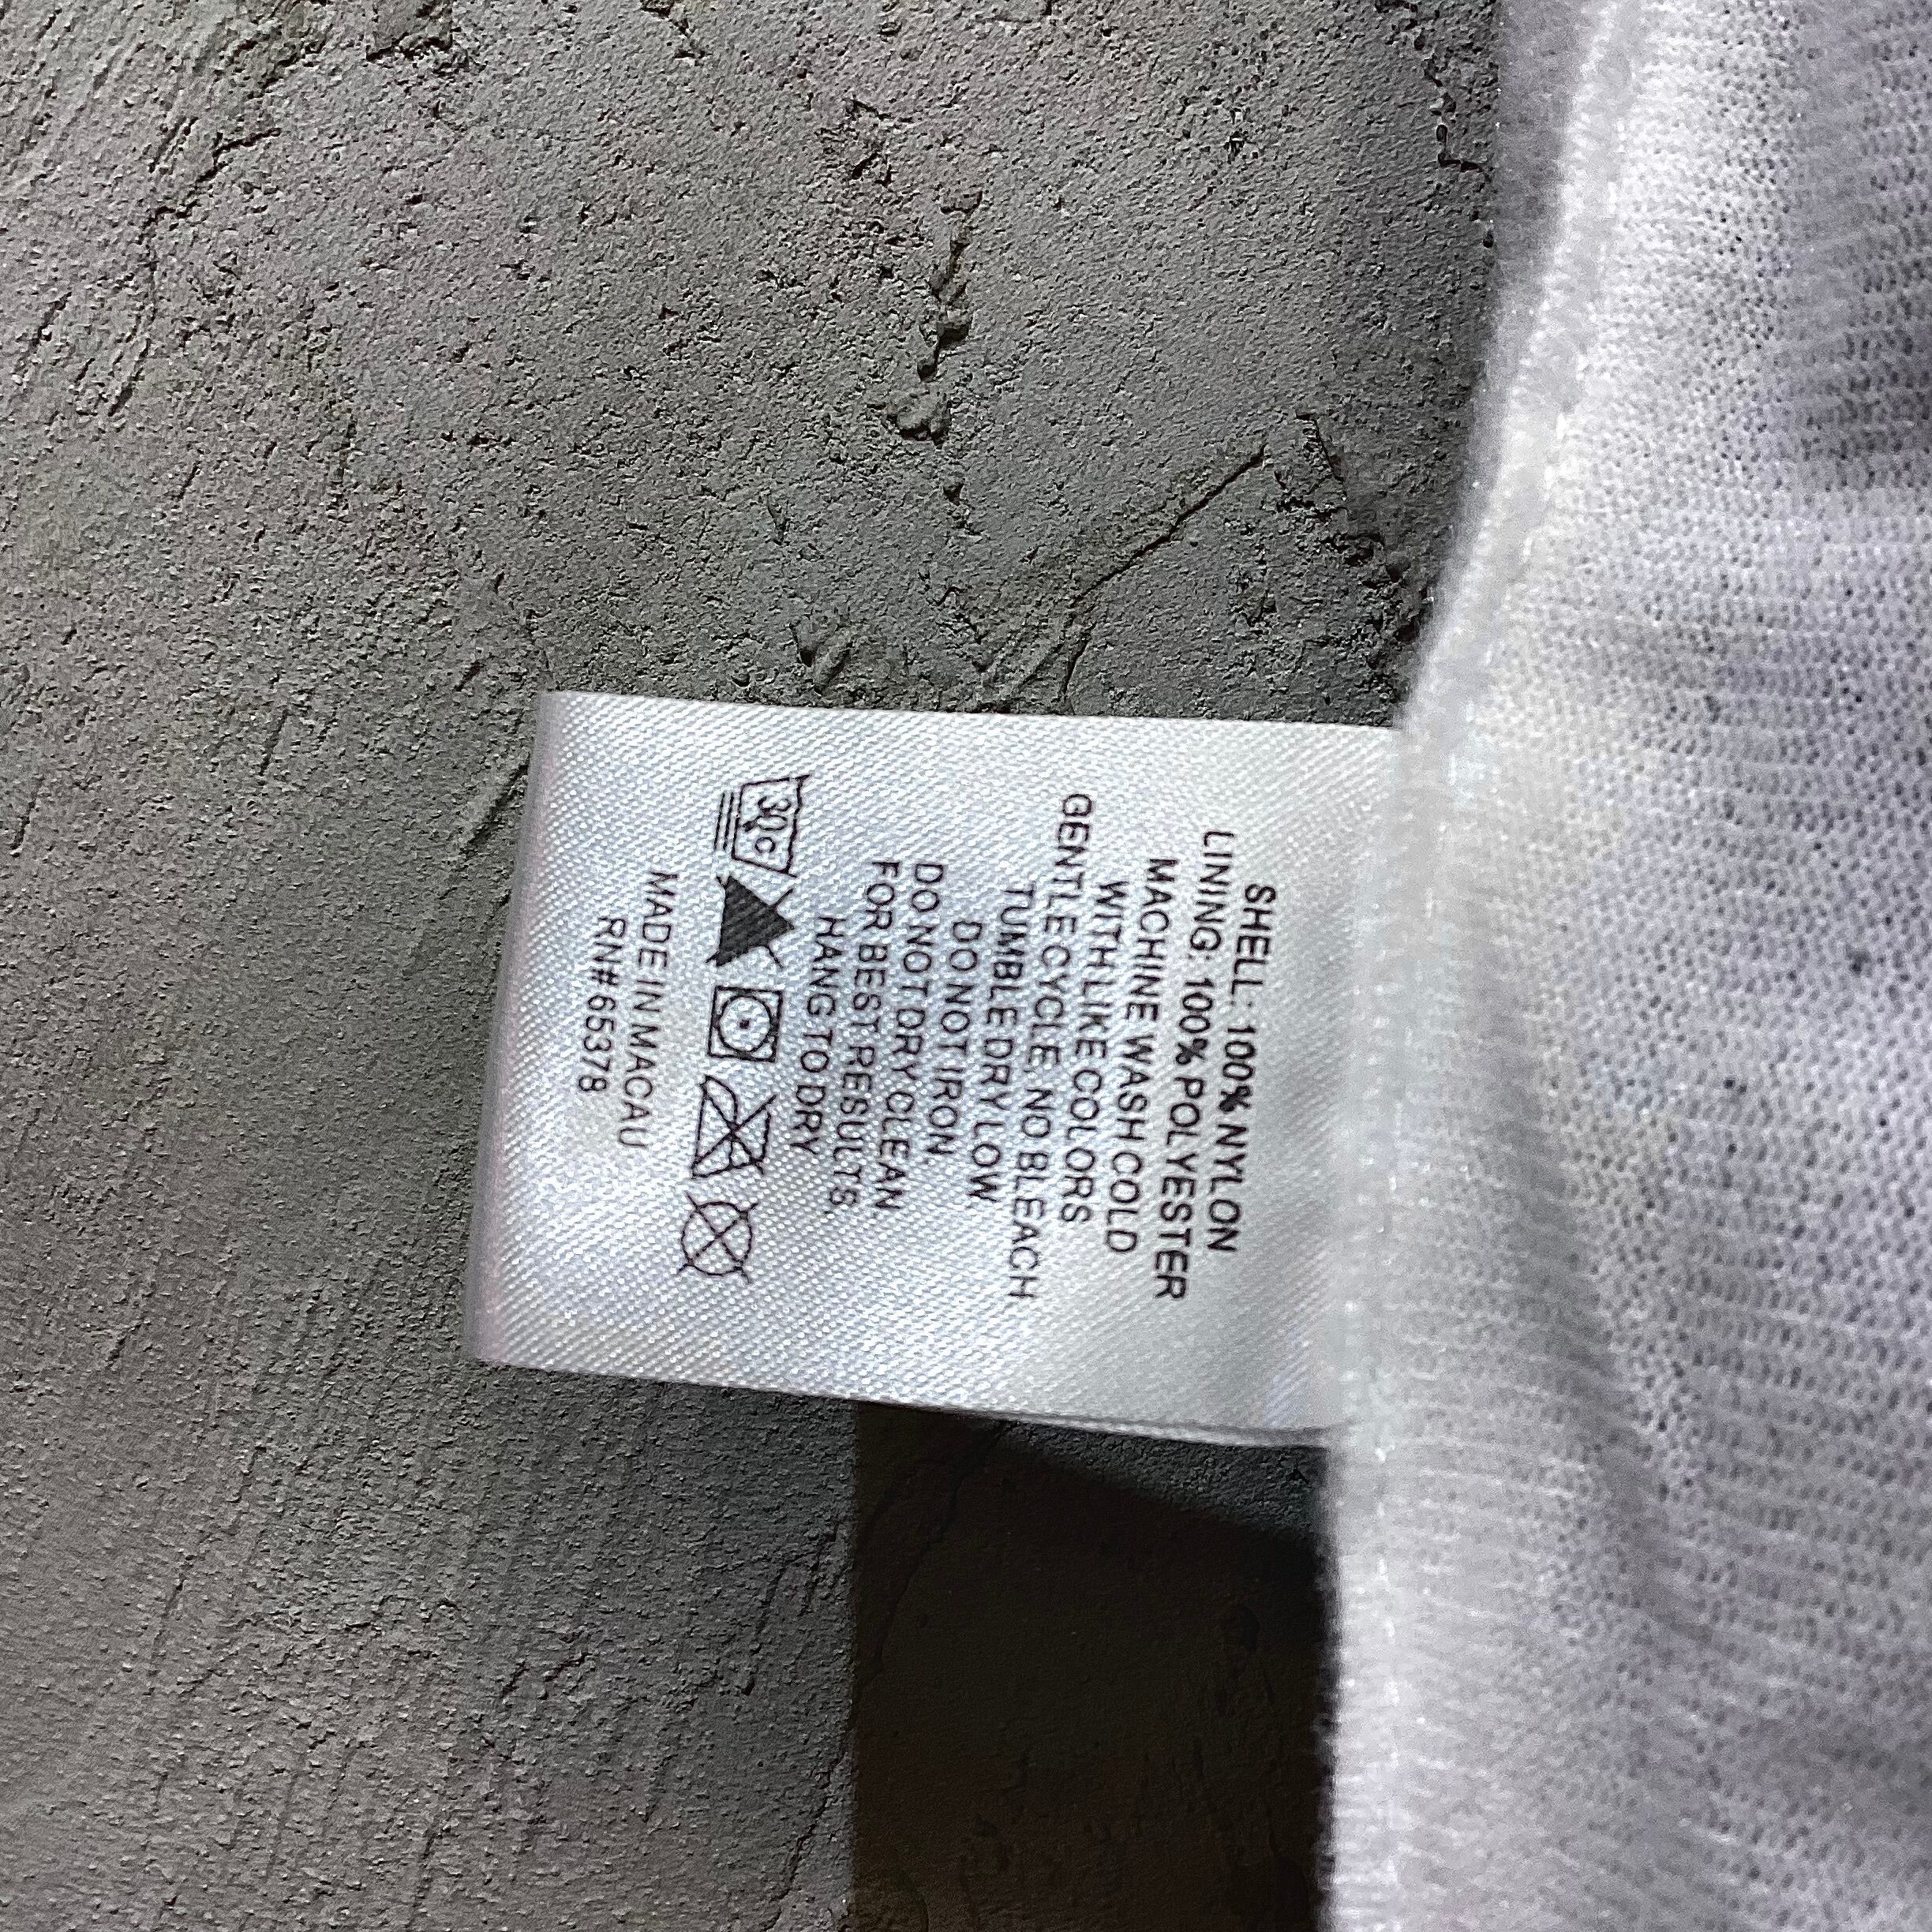 SHELL: 100% NYLON
LINING: 100% POLYESTER
MACHINE WASH COLD
WITH LIKE COLORS
GENTLE CYCLE, NO BLEACH
TUMBLE DRY LOW
DO NOT IRON
DO NOT DRY CLEAN
FOR BEST RESULTS
HANG TO DRY
30c
MADE IN MACAU
RN# 65378